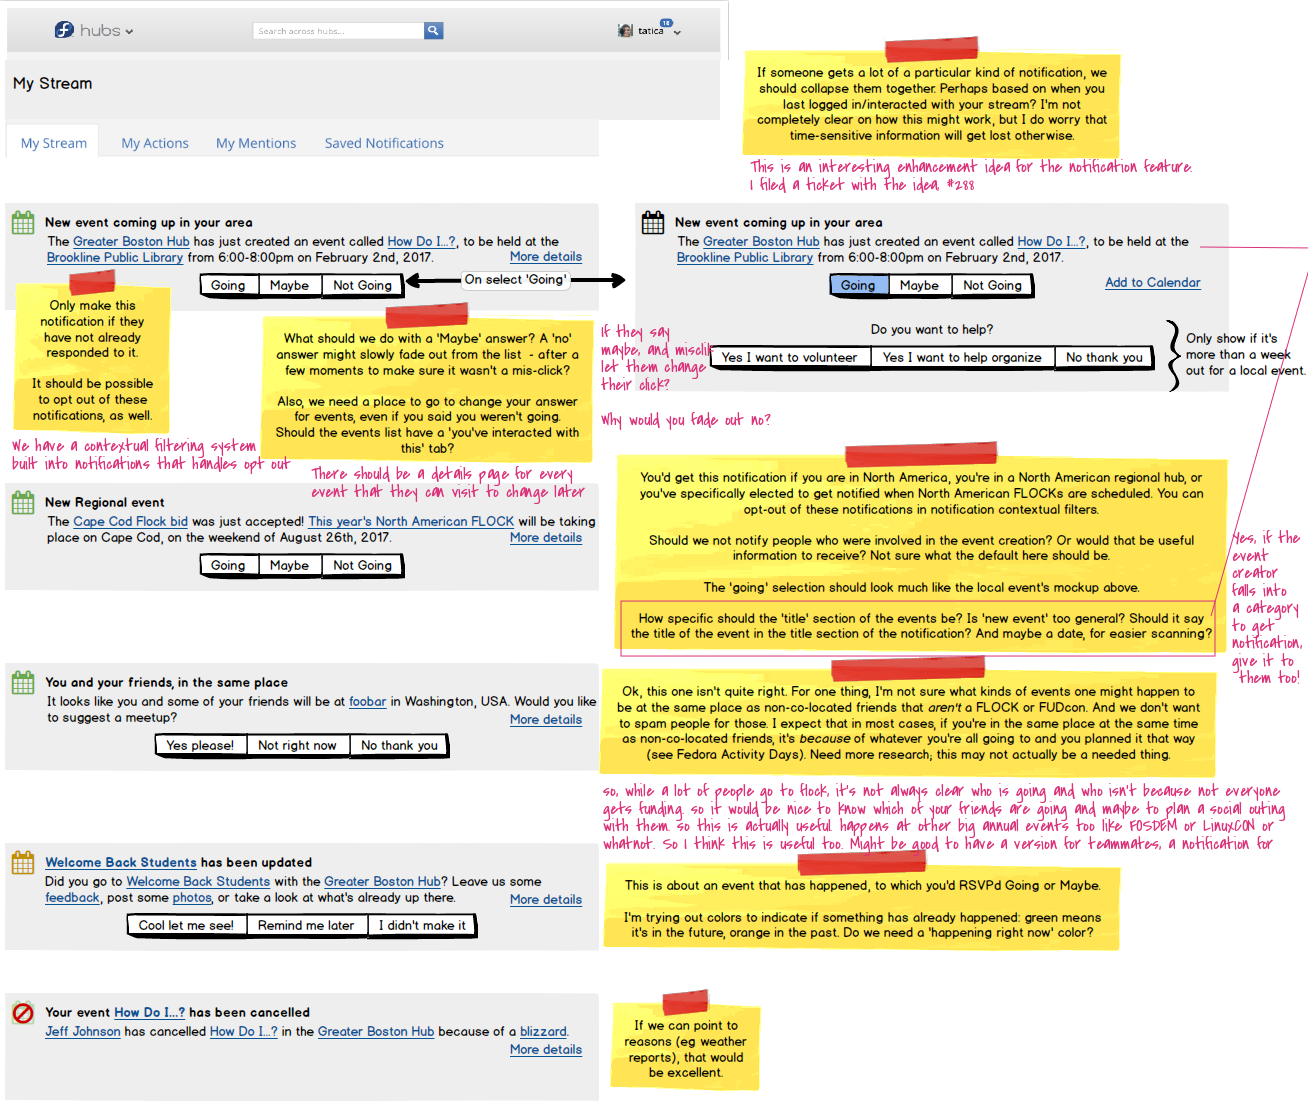 hubs
Search across hubs...
tatica
18
My Stream
My Stream
My Actions
My Mentions
Saved Notifications
If someone gets a lot of a particular kind of notification, we
should collapse them together. Perhaps based on when you
last logged in/interacted with your stream? I'm not
completely clear on how this might work, but I do worry that
time-sensitive information will get lost otherwise.
This is an interesting enhancement idea for the notification feature.
I filed a ticket with the idea, #288
New event coming up in your area
The Greater Boston Hub has just created an event called How Do I...?, to be held at the
Brookline Public Library from 6:00-8:00pm on February 2nd, 2017.
More details
Going
Maybe
Not Going
On select 'Going'
New event coming up in your area
The Greater Boston Hub has just created an event called How Do I...?, to be held at the
Brookline Public Library from 6:00-8:00pm on February 2nd, 2017.
Going
Maybe
Not Going
Add to Calendar
Do you want to help?
Yes I want to volunteer
Yes I want to help organize
No thank you
Only show if it's
more than a week
out for a local event.
Only make this
notification if they
have not already
responded to it.
It should be possible
to opt out of these
notifications, as well.
What should we do with a 'Maybe' answer? A 'no'
answer might slowly fade out from the list - after a
few moments to make sure it wasn't a mis-click?
Also, we need a place to go to change your answer
for events, even if you said you weren't going.
Should the events list have a 'you've interacted with
this' tab?
if they say
maybe, and misclik
let them change
their click?
Why would you fade out no?
We have a contextual filtering system
built into notifications that handles opt out
There should be a details page for every
event that they can visit to change later
New Regional event
The Cape Cod Flock bid was just accepted! This year's North American FLOCK will be taking
place on Cape Cod, on the weekend of August 26th, 2017.
More details
Going
Maybe
Not Going
You'd get this notification if you are in North America, you're in a North American regional hub, or
you've specifically elected to get notified when North American FLOCKs are scheduled. You can
opt-out of these notifications in notification contextual filters.
Should we not notify people who were involved in the event creation? Or would that be useful
information to receive? Not sure what the default here should be.
The 'going' selection should look much like the local event's mockup above.
How specific should the 'title' section of the events be? Is 'new event' too general? Should it say
the title of the event in the title section of the notification? And maybe a date, for easier scanning?
Yes, if the
event
creator
falls into
a category
to get
notification,
give it to
them too!
You and your friends, in the same place
It looks like you and some of your friends will be at foobar in Washington, USA. Would you like
to suggest a meetup?
More details
Yes please!
Not right now
No thank you
Ok, this one isn't quite right. For one thing, I'm not sure what kinds of events one might happen to
be at the same place as non-co-located friends that aren't a FLOCK or FUDcon. And we don't want
to spam people for those. I expect that in most cases, if you're in the same place at the same time
as non-co-located friends, it's because of whatever you're all going to and you planned it that way
(see Fedora Activity Days). Need more research; this may not actually be a needed thing.
so, while a lot of people go to flock, it's not always clear who is going and who isn't because not everyone
gets funding. so it would be nice to know which of your friends are going and maybe to plan a social outing
with them. so this is actually useful. happens at other big annual events too like FOSDEM or LinuxCON or
whatnot. So I think this is useful too. Might be good to have a version for teammates, a notification for
Welcome Back Students has been updated
Did you go to Welcome Back Students with the Greater Boston Hub? Leave us some
feedback, post some photos, or take a look at what's already up there.
More details
Cool let me see!
Remind me later
I didn't make it
This is about an event that has happened, to which you'd RSVPd Going or Maybe.
I'm trying out colors to indicate if something has already happened: green means
it's in the future, orange in the past. Do we need a 'happening right now' color?
Your event How Do I...? has been cancelled
Jeff Johnson has cancelled How Do I...? in the Greater Boston Hub because of a blizzard.
More details
If we can point to
reasons (eg weather
reports), that would
be excellent.